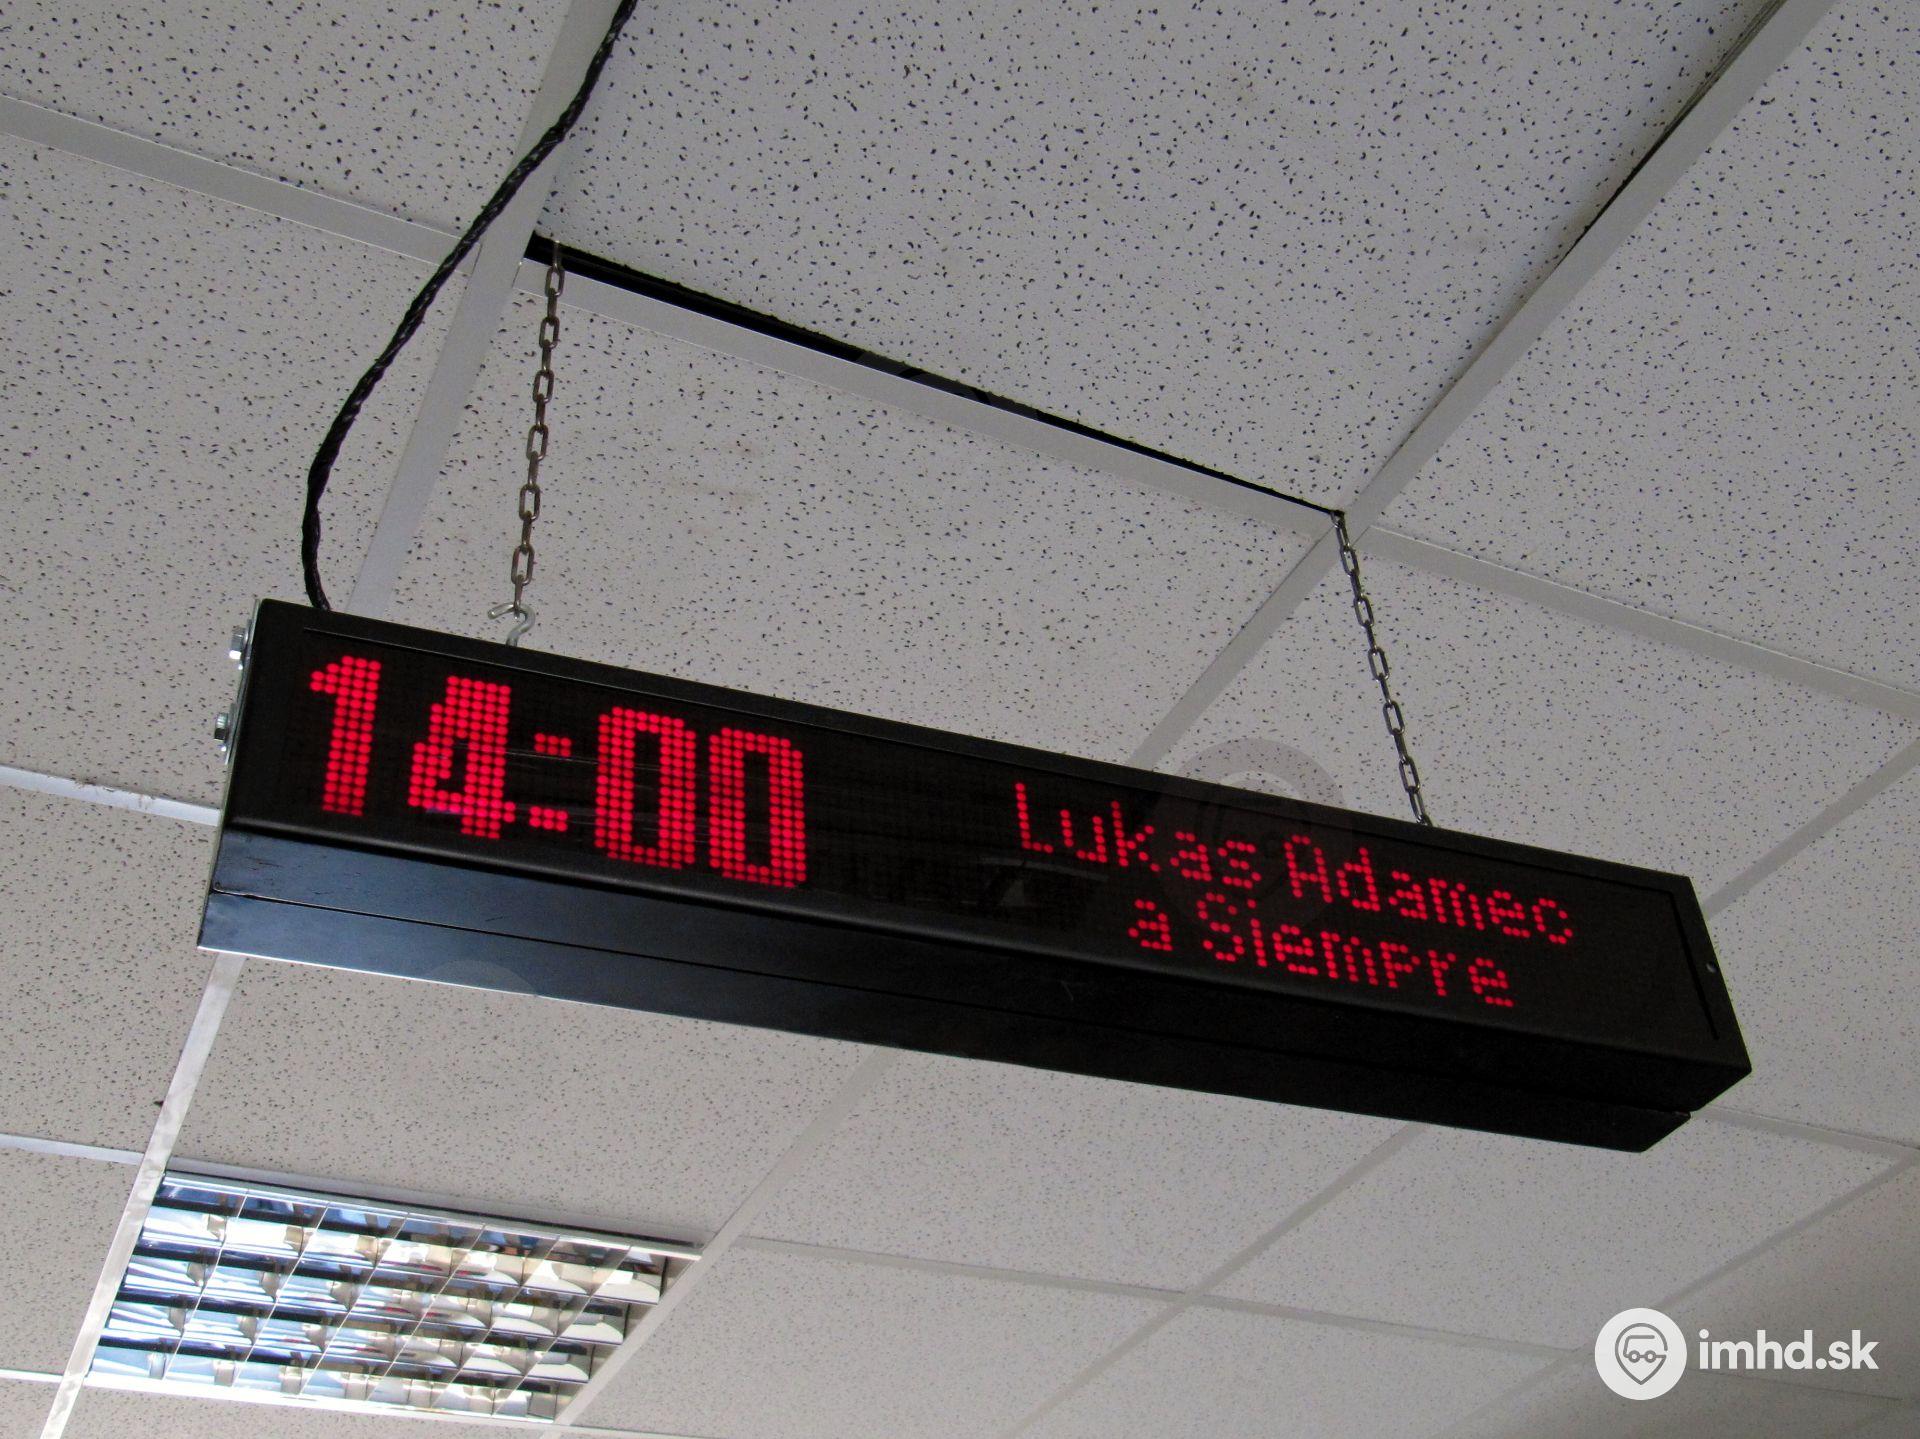 14:00
Lukas Adamec
a Siempre
imhd.sk